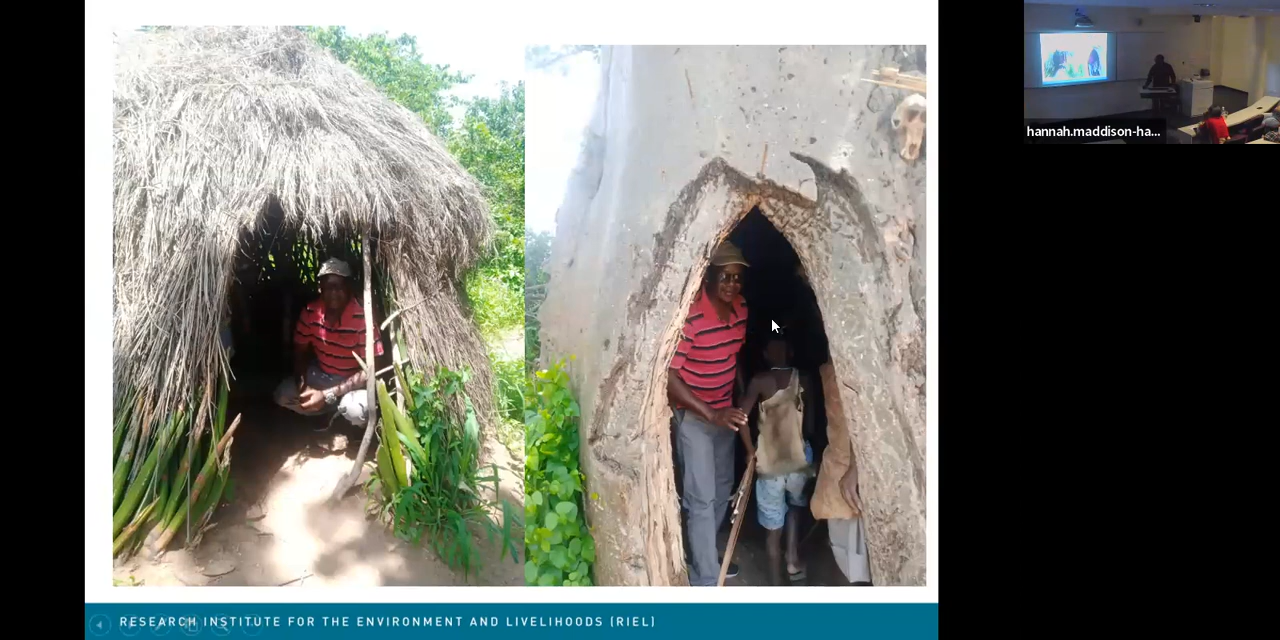 hannah.maddison-ha...
RESEARCH INSTITUTE FOR THE ENVIRONMENT AND LIVELIHOODS (RIEL)